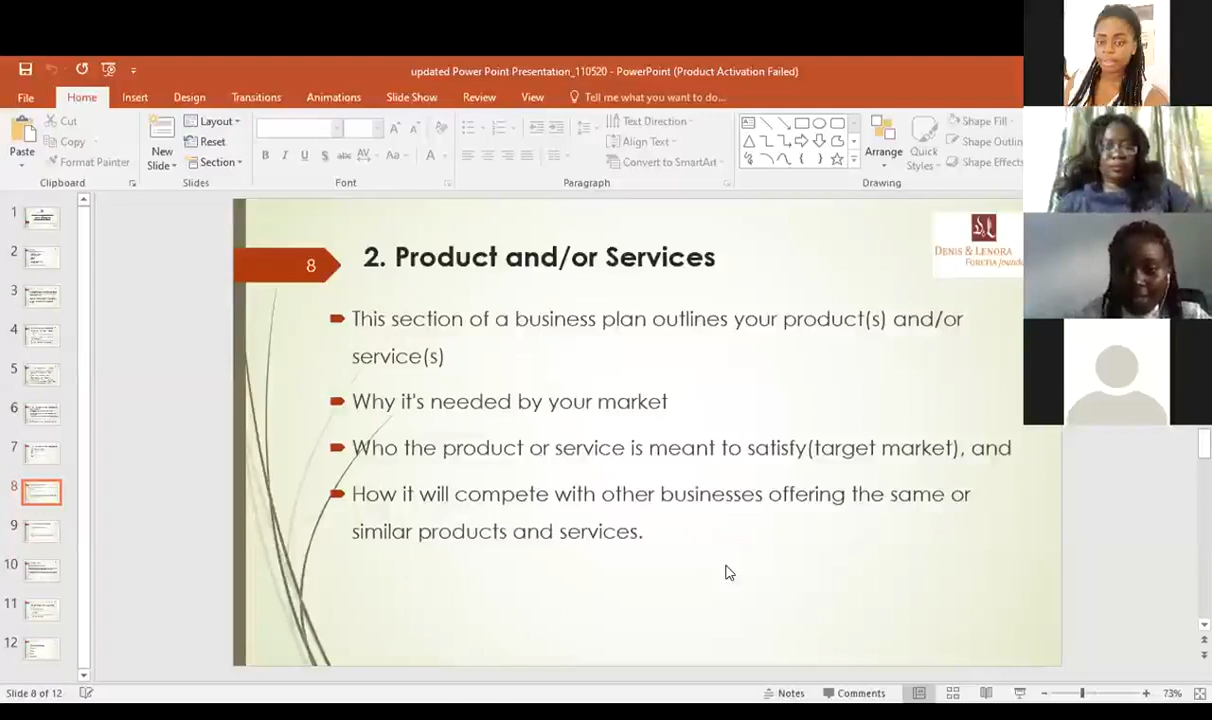 updated Power Point Presentation_110520 - PowerPoint (Product Activation Failed)
File Home Insert Design Transitions Animations Slide Show Review View Tell me what you want to do...
Paste
Cut
Copy
Format Painter
Clipboard
New
Slide
Layout
Reset
Section
Slides
B I U S abc AV Aa A
Font
Text Direction
Align Text
Convert to SmartArt
Paragraph
Arrange
Quick
Styles
Shape Fill
Shape Outlin
Shape Effects
Drawing
1
2
3
4
5
6
7
8
9
10
11
12
8
2. Product and/or Services
D&L
DENIS & LENORA
FORETIA founda
This section of a business plan outlines your product(s) and/or
service(s)
Why it's needed by your market
Who the product or service is meant to satisfy(target market), and
How it will compete with other businesses offering the same or
similar products and services.
Slide 8 of 12
Notes Comments 73%